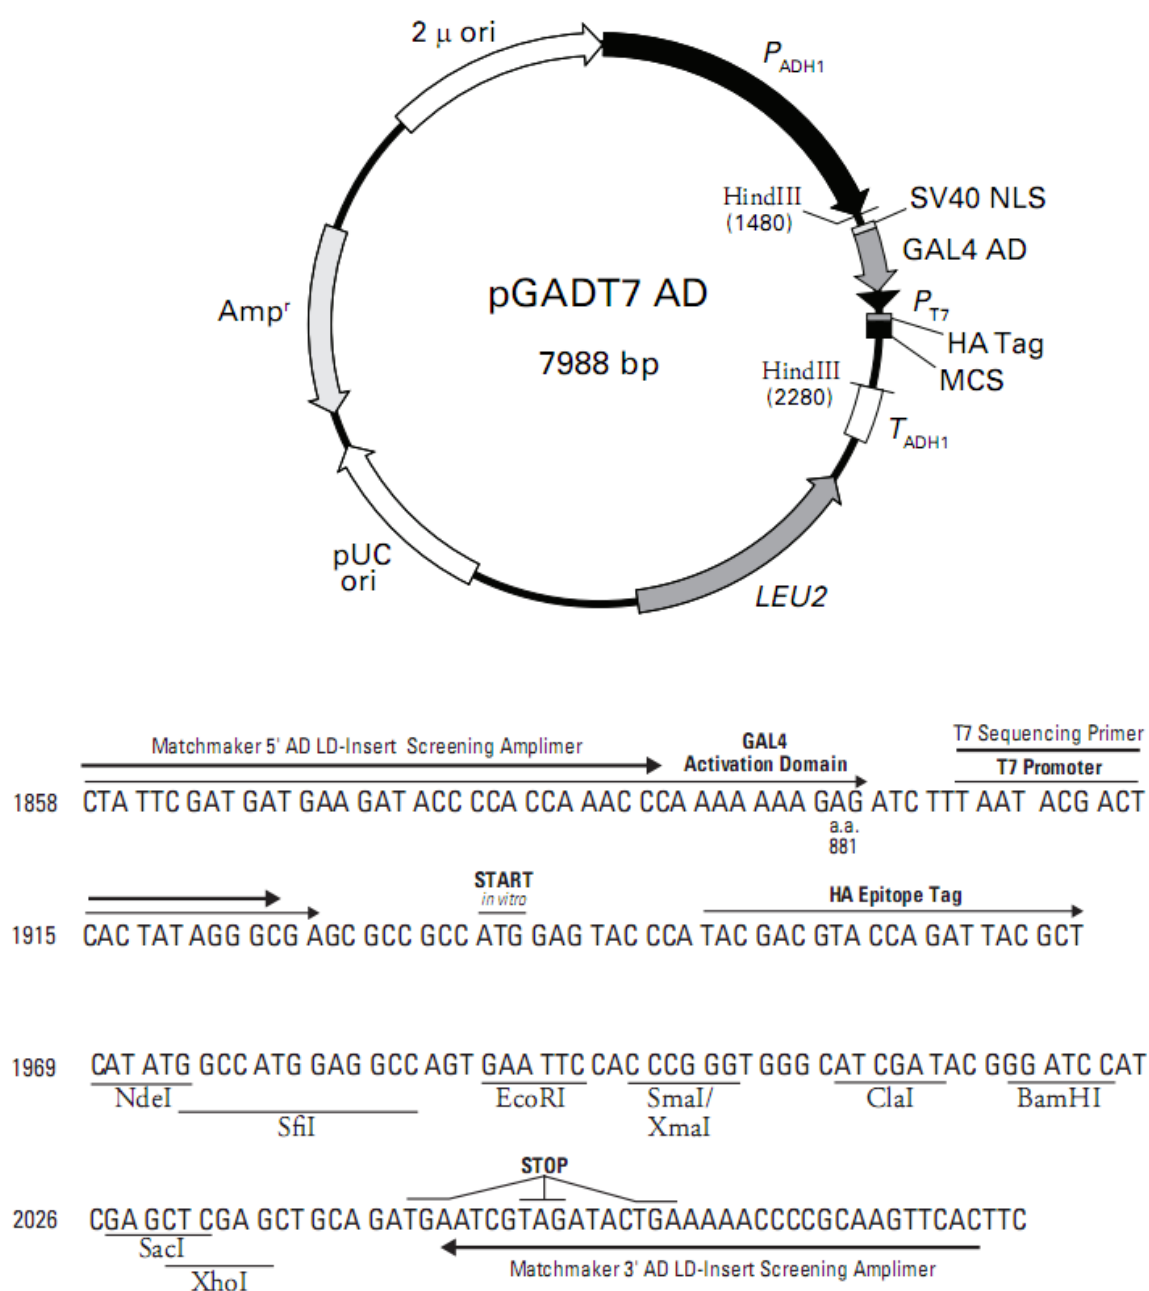 2 μ ori
P ADH1
HindIII
(1480)
SV40 NLS
GAL4 AD
pGADT7 AD
7988 bp
Ampʳ
P T7
HA Tag
MCS
HindIII
(2280)
T ADH1
pUC
ori
LEU2
Matchmaker 5' AD LD-Insert Screening Amplimer
GAL4
Activation Domain
T7 Sequencing Primer
T7 Promoter
1858 CTA TTC GAT GAT GAA GAT ACC CCA CCA AAC CCA AAA AAA GAG ATC TTT AAT ACG ACT
a.a.
881
START
in vitro
HA Epitope Tag
1915 CAC TAT AGG GCG AGC GCC GCC ATG GAG TAC CCA TAC GAC GTA CCA GAT TAC GCT
1969 CAT ATG GCC ATG GAG GCC AGT GAA TTC CAC CCG GGT GGG CAT CGA TAC GGG ATC CAT
NdeI
SfiI
EcoRI
SmaI/
XmaI
ClaI
BamHI
STOP
2026 CGA GCT CGA GCT GCA GATGAATCGTAGATACTGAAAAACCCCGCAAGTTCACTTC
SacI
XhoI
Matchmaker 3' AD LD-Insert Screening Amplimer